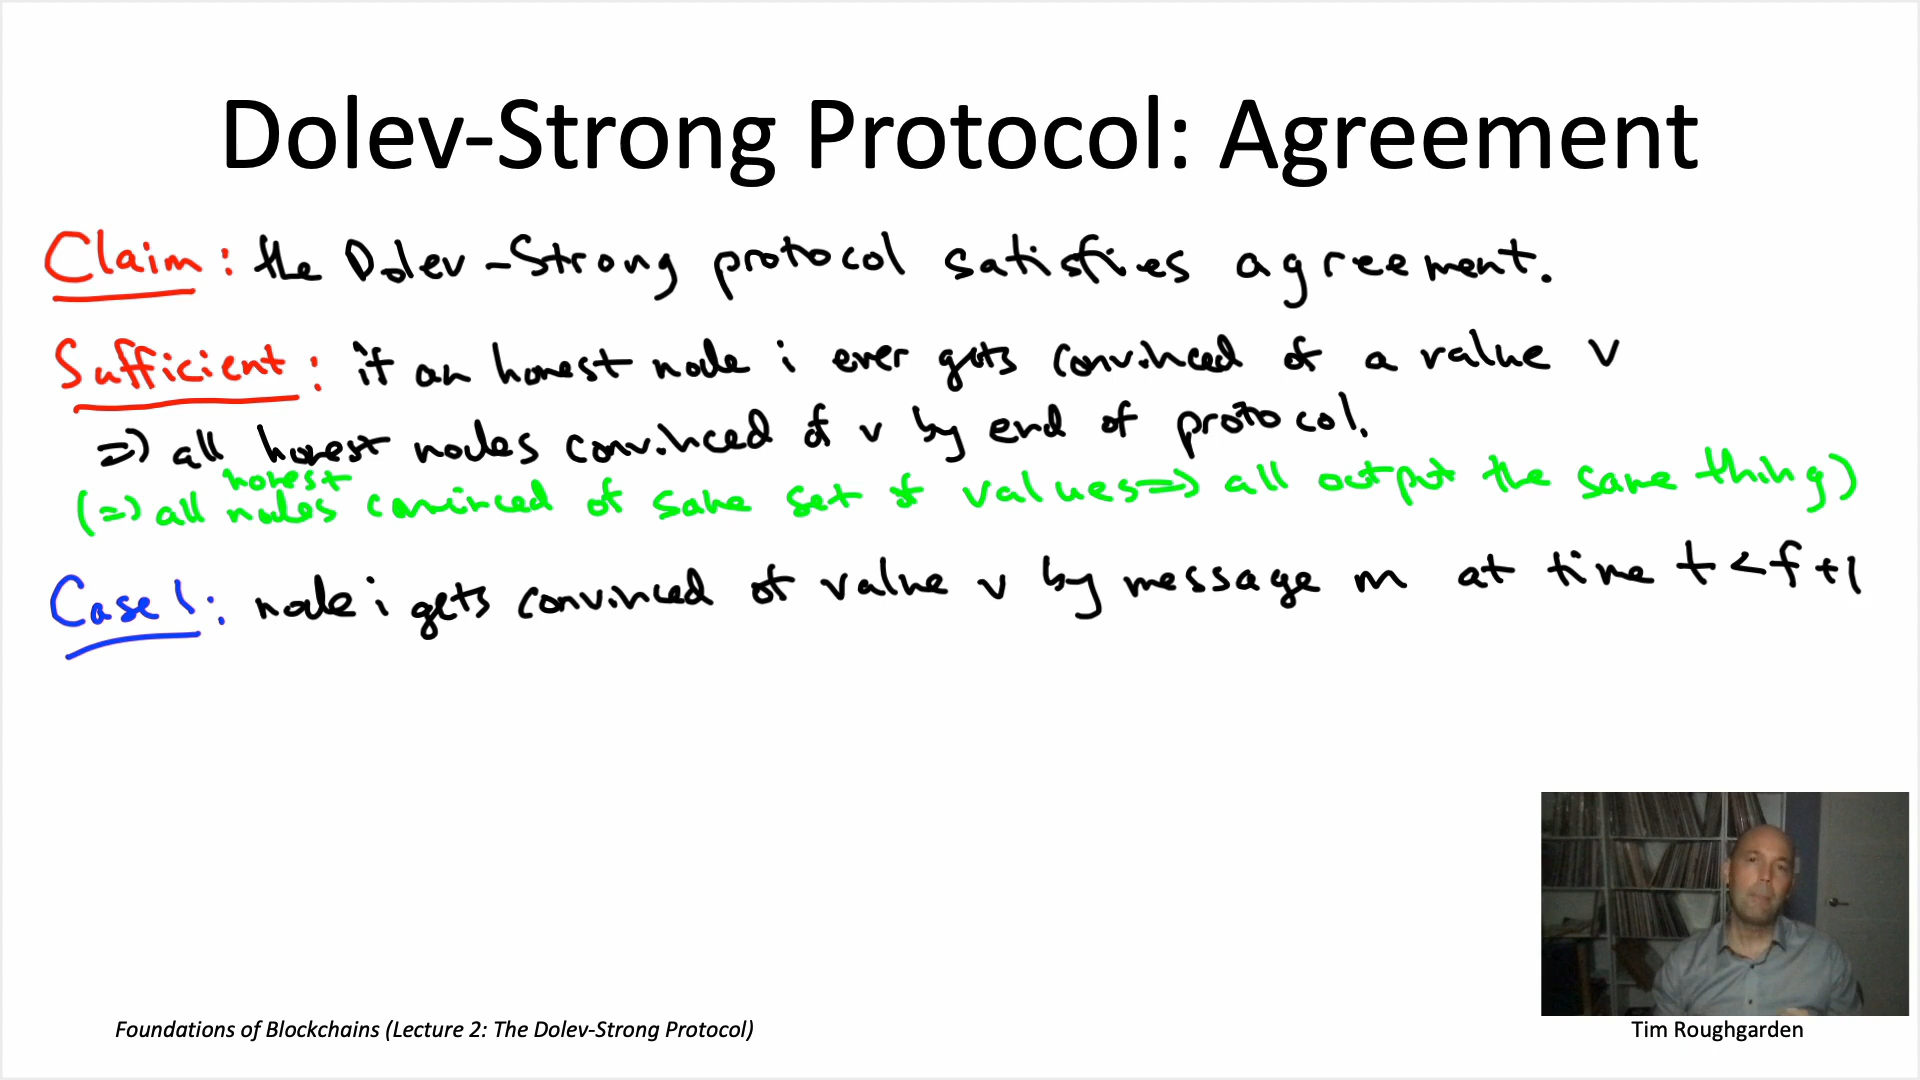 Dolev-Strong Protocol: Agreement
Claim: the Dolev-Strong protocol satisfies agreement.
Sufficient: if an honest node i ever gets convinced of a value v
=> all honest nodes convinced of v by end of protocol.
(=> all honest nodes convinced of same set of values => all output the same thing)
Case 1: node i gets convinced of value v by message m at time t < f+1
Foundations of Blockchains (Lecture 2: The Dolev-Strong Protocol)
Tim Roughgarden